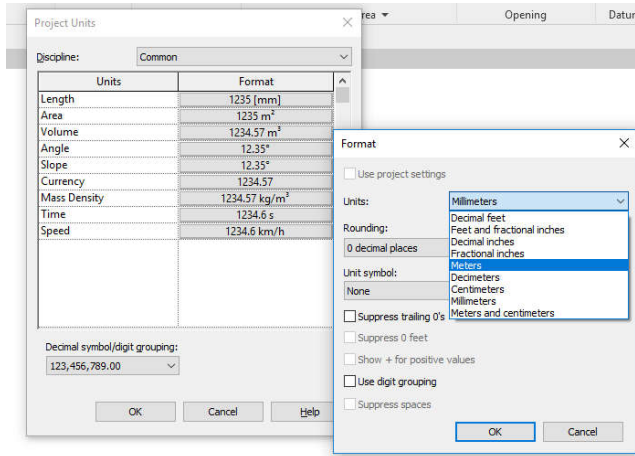 rea
Opening
Datur
Project Units
Discipline: Common
Units Format
Length 1235 [mm]
Area 1235 m²
Volume 1234.57 m³
Angle 12.35°
Slope 12.35°
Currency 1234.57
Mass Density 1234.57 kg/m³
Time 1234.6 s
Speed 1234.6 km/h
Decimal symbol/digit grouping:
123,456,789.00
OK Cancel Help
Format
Use project settings
Units: Millimeters
Decimal feet
Feet and fractional inches
Decimal inches
Fractional inches
Meters
Decimeters
Centimeters
Millimeters
Meters and centimeters
Rounding:
0 decimal places
Unit symbol:
None
Suppress trailing 0's
Suppress 0 feet
Show + for positive values
Use digit grouping
Suppress spaces
OK Cancel